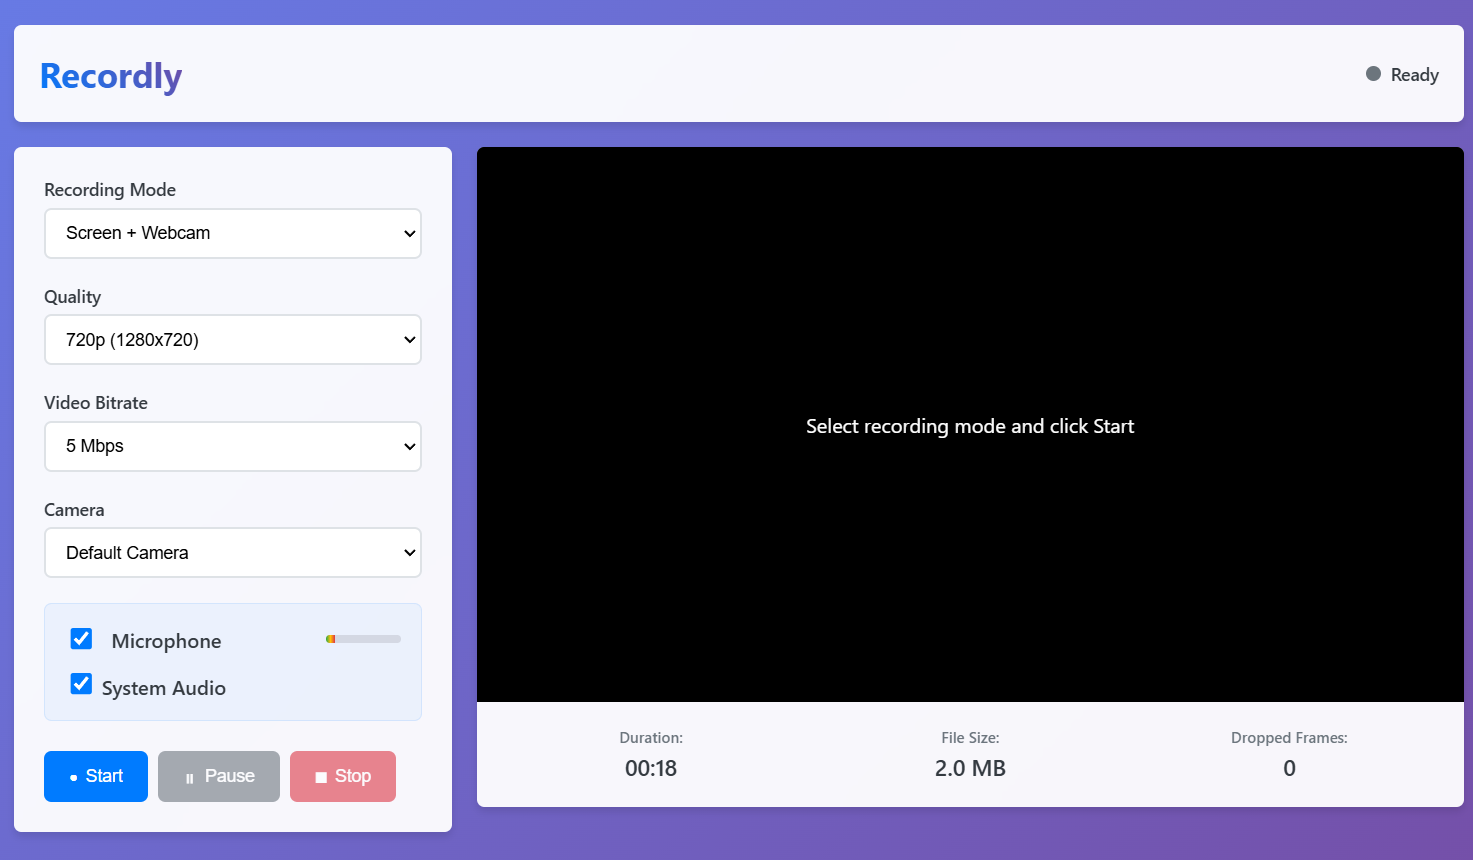 Recordly
Ready
Recording Mode
Screen + Webcam
Quality
720p (1280x720)
Video Bitrate
5 Mbps
Camera
Default Camera
Microphone
System Audio
Start
Pause
Stop
Select recording mode and click Start
Duration:
00:18
File Size:
2.0 MB
Dropped Frames:
0